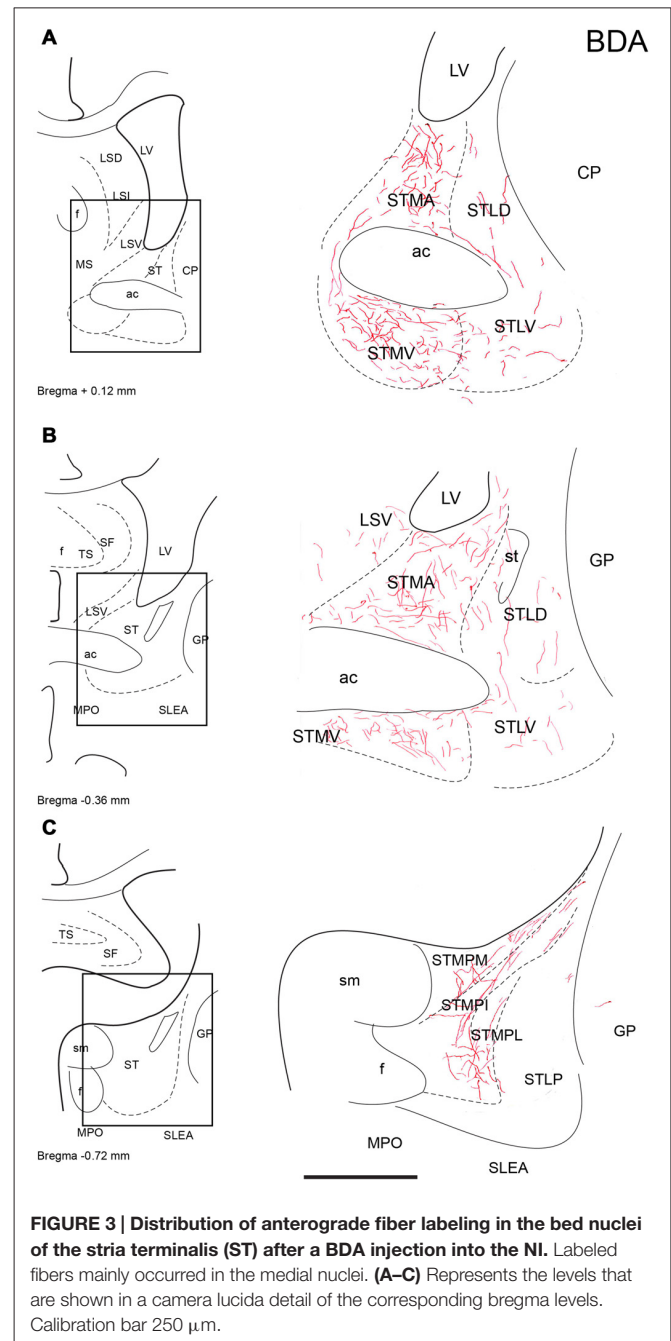 A
BDA
LV
LSD
LV
LSI
f
LSV
MS
ST
CP
ac
Bregma + 0.12 mm
CP
STMA
STLD
ac
STLV
STMV
B
f
TS
SF
LV
LSV
ST
GP
ac
MPO
SLEA
Bregma -0.36 mm
LV
LSV
st
GP
STMA
STLD
ac
STMV
STLV
C
TS
SF
GP
sm
ST
f
MPO
SLEA
Bregma -0.72 mm
STMPM
sm
STMPI
STMPL
GP
f
STLP
MPO
SLEA
FIGURE 3 | Distribution of anterograde fiber labeling in the bed nuclei
of the stria terminalis (ST) after a BDA injection into the NI. Labeled
fibers mainly occurred in the medial nuclei. (A–C) Represents the levels that
are shown in a camera lucida detail of the corresponding bregma levels.
Calibration bar 250 μm.